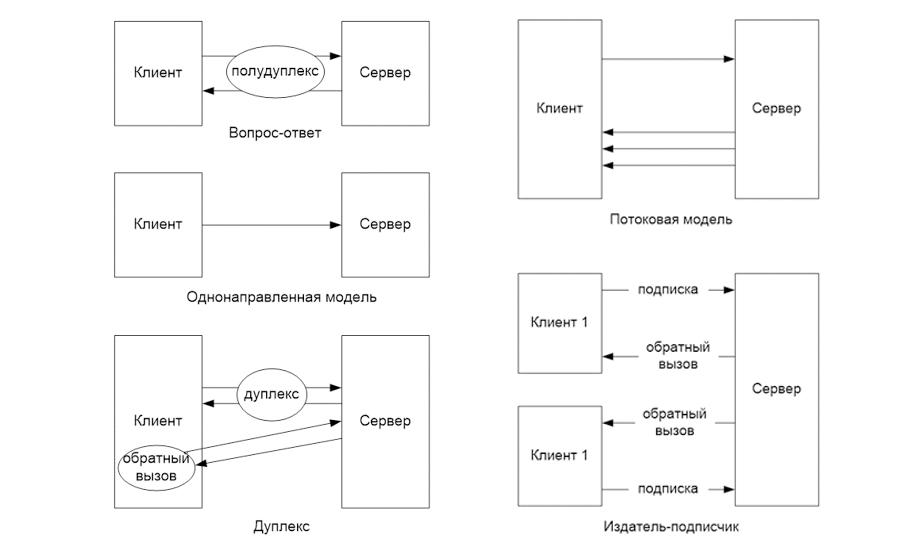 Клиент
полудуплекс
Сервер
Вопрос-ответ
Клиент
Сервер
Однонаправленная модель
Клиент
дуплекс
Сервер
обратный
вызов
Дуплекс
Клиент
Сервер
Потоковая модель
Клиент 1
подписка
обратный
вызов
Сервер
Клиент 1
обратный
вызов
подписка
Издатель-подписчик